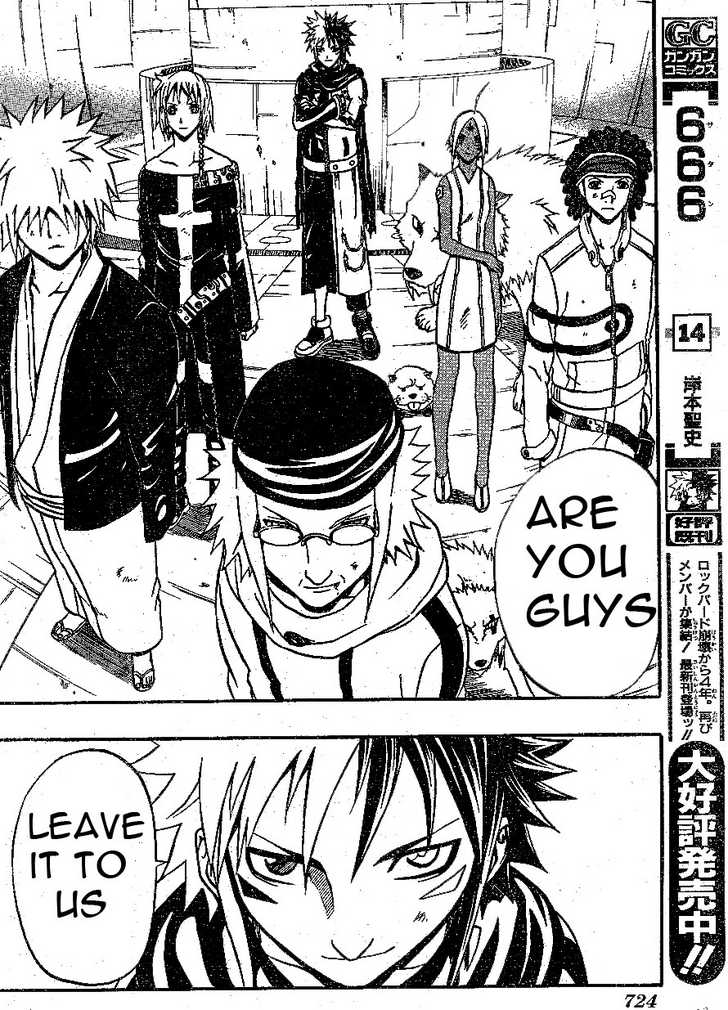 ARE
YOU
GUYS
LEAVE
IT TO
US
GC
ガンガン
コミックス
666
サタン
14
岸本聖史
好評
既刊
ロックバード崩壊から4年。再び
メンバーが集結! 最新刊登場ッ!!
大好評発売中!!
724